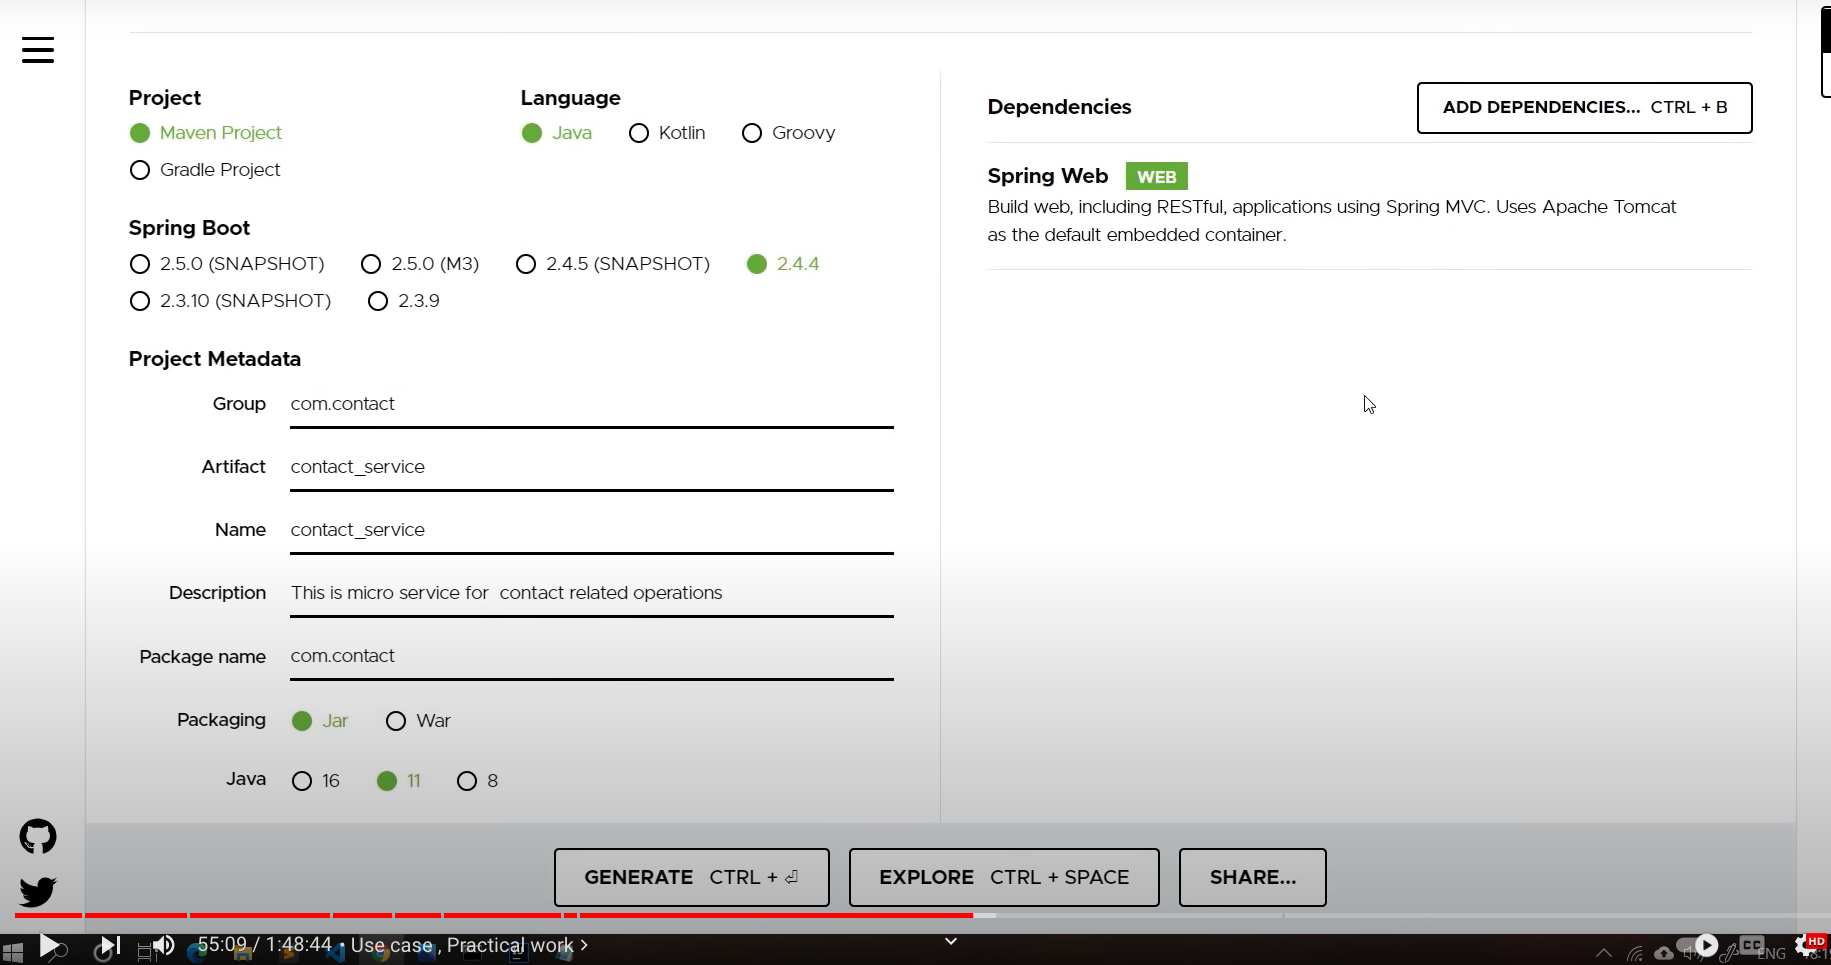 Project
Maven Project
Gradle Project
Language
Java Kotlin Groovy
Spring Boot
2.5.0 (SNAPSHOT) 2.5.0 (M3) 2.4.5 (SNAPSHOT) 2.4.4
2.3.10 (SNAPSHOT) 2.3.9
Project Metadata
Group com.contact
Artifact contact_service
Name contact_service
Description This is micro service for  contact related operations
Package name com.contact
Packaging Jar War
Java 16 11 8
Dependencies
ADD DEPENDENCIES... CTRL + B
Spring Web WEB
Build web, including RESTful, applications using Spring MVC. Uses Apache Tomcat
as the default embedded container.
GENERATE CTRL + ⏎
EXPLORE CTRL + SPACE
SHARE...
55:09 / 1:48:44 • Use case , Practical work >
CC
HD
ENG